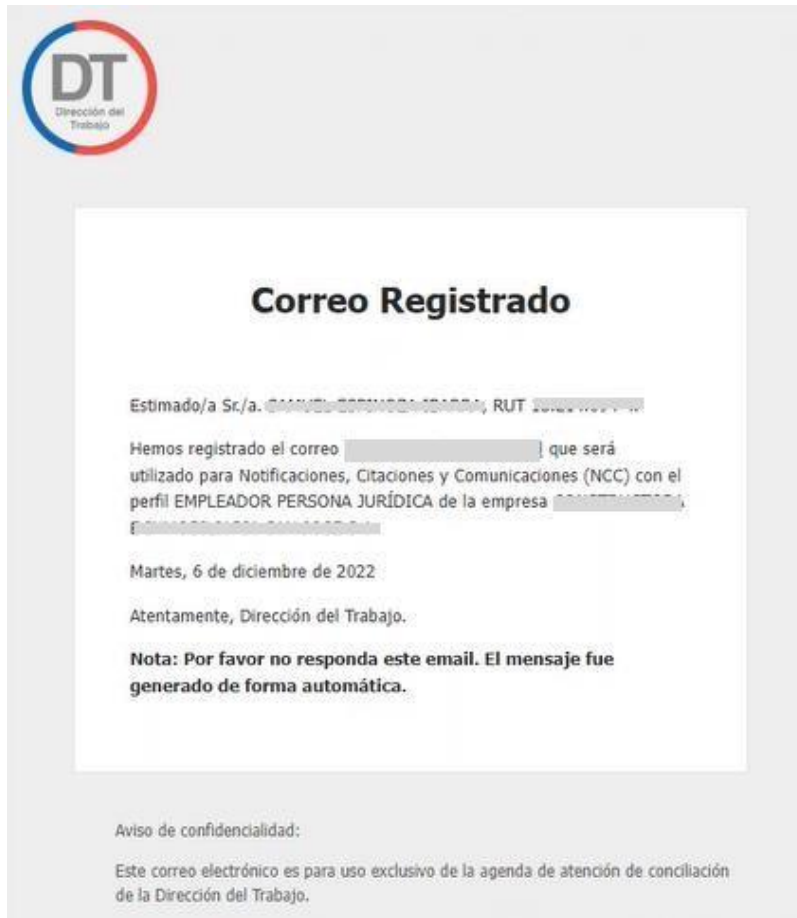 DT
Dirección del
Trabajo
Correo Registrado
Estimado/a Sr./a. , RUT
Hemos registrado el correo que será
utilizado para Notificaciones, Citaciones y Comunicaciones (NCC) con el
perfil EMPLEADOR PERSONA JURÍDICA de la empresa
Martes, 6 de diciembre de 2022
Atentamente, Dirección del Trabajo.
Nota: Por favor no responda este email. El mensaje fue
generado de forma automática.
Aviso de confidencialidad:
Este correo electrónico es para uso exclusivo de la agenda de atención de conciliación
de la Dirección del Trabajo.